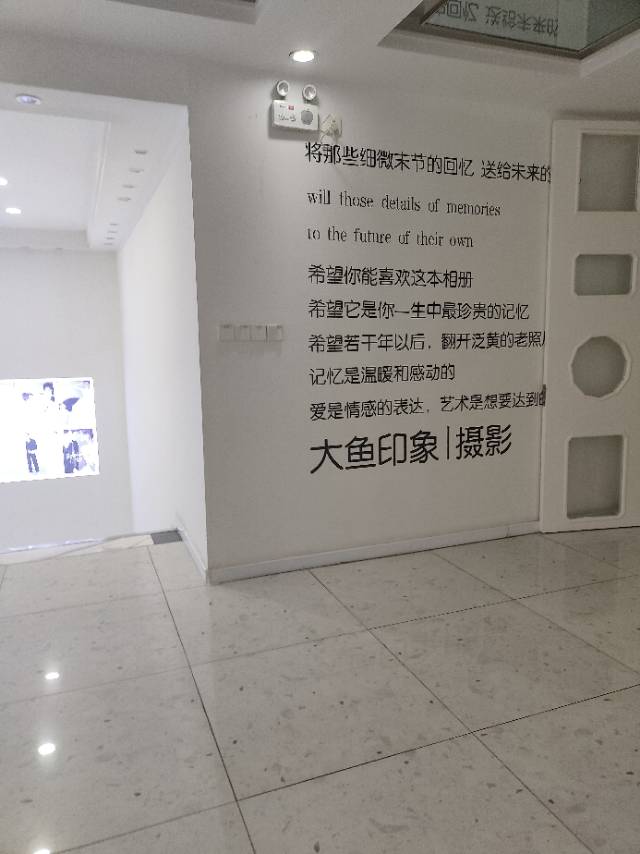 将那些细微末节的回忆 送给未来的
will those details of memories
to the future of their own
希望你能喜欢这本相册
希望它是你一生中最珍贵的记忆
希望若干年以后，翻开泛黄的老照
记忆是温暖和感动的
爱是情感的表达，艺术是想要达到的
大鱼印象|摄影